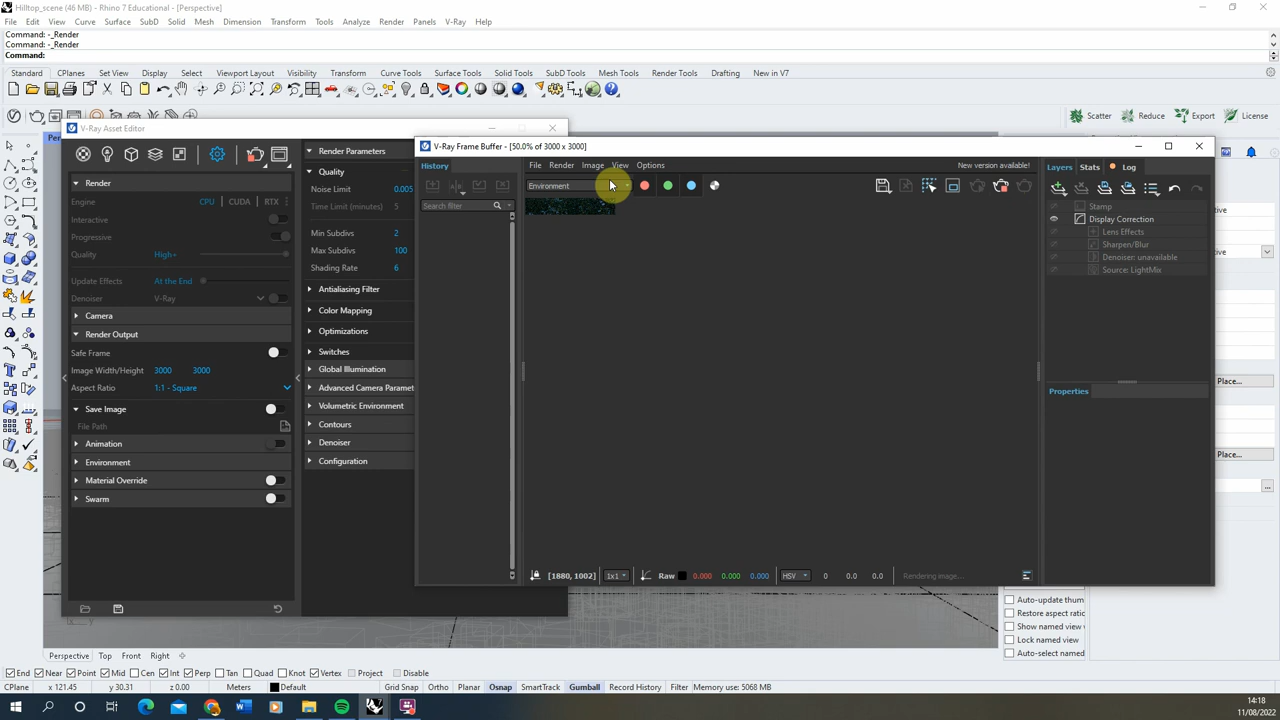 Hilltop_scene (46 MB) - Rhino 7 Educational - [Perspective]
File Edit View Curve Surface SubD Solid Mesh Dimension Transform Tools Analyze Render Panels V-Ray Help
Command: -_Render
Command: -_Render
Command:
Standard CPlanes Set View Display Select Viewport Layout Visibility Transform Curve Tools Surface Tools Solid Tools SubD Tools Mesh Tools Render Tools Drafting New in V7
Scatter Reduce Export License
V-Ray Asset Editor
Render
Engine CPU CUDA RTX
Interactive
Progressive
Quality High+
Update Effects At the End
Denoiser V-Ray
Camera
Render Output
Safe Frame
Image Width/Height 3000 3000
Aspect Ratio 1:1 - Square
Save Image
File Path
Animation
Environment
Material Override
Swarm
Render Parameters
Quality
Noise Limit 0.005
Time Limit (minutes) 5
Min Subdivs 2
Max Subdivs 100
Shading Rate 6
Antialiasing Filter
Color Mapping
Optimizations
Switches
Global Illumination
Advanced Camera Paramet
Volumetric Environment
Contours
Denoiser
Configuration
V-Ray Frame Buffer - [50.0% of 3000 x 3000]
History
File Render Image View Options
New version available!
Environment
Search filter
Layers Stats Log
Stamp
Display Correction
Lens Effects
Sharpen/Blur
Denoiser: unavailable
Source: LightMix
Properties
[1880, 1002] 1x1 Raw 0.000 0.000 0.000 HSV 0 0.0 0.0 Rendering image...
Place...
Place...
...
Auto-update thum
Restore aspect ratio
Show named view
Lock named view
Auto-select named
Perspective Top Front Right
End Near Point Mid Cen Int Perp Tan Quad Knot Vertex Project Disable
CPlane x 121.45 y 30.31 z 0.00 Meters Default Grid Snap Ortho Planar Osnap SmartTrack Gumball Record History Filter Memory use: 5068 MB
14:18
11/08/2022